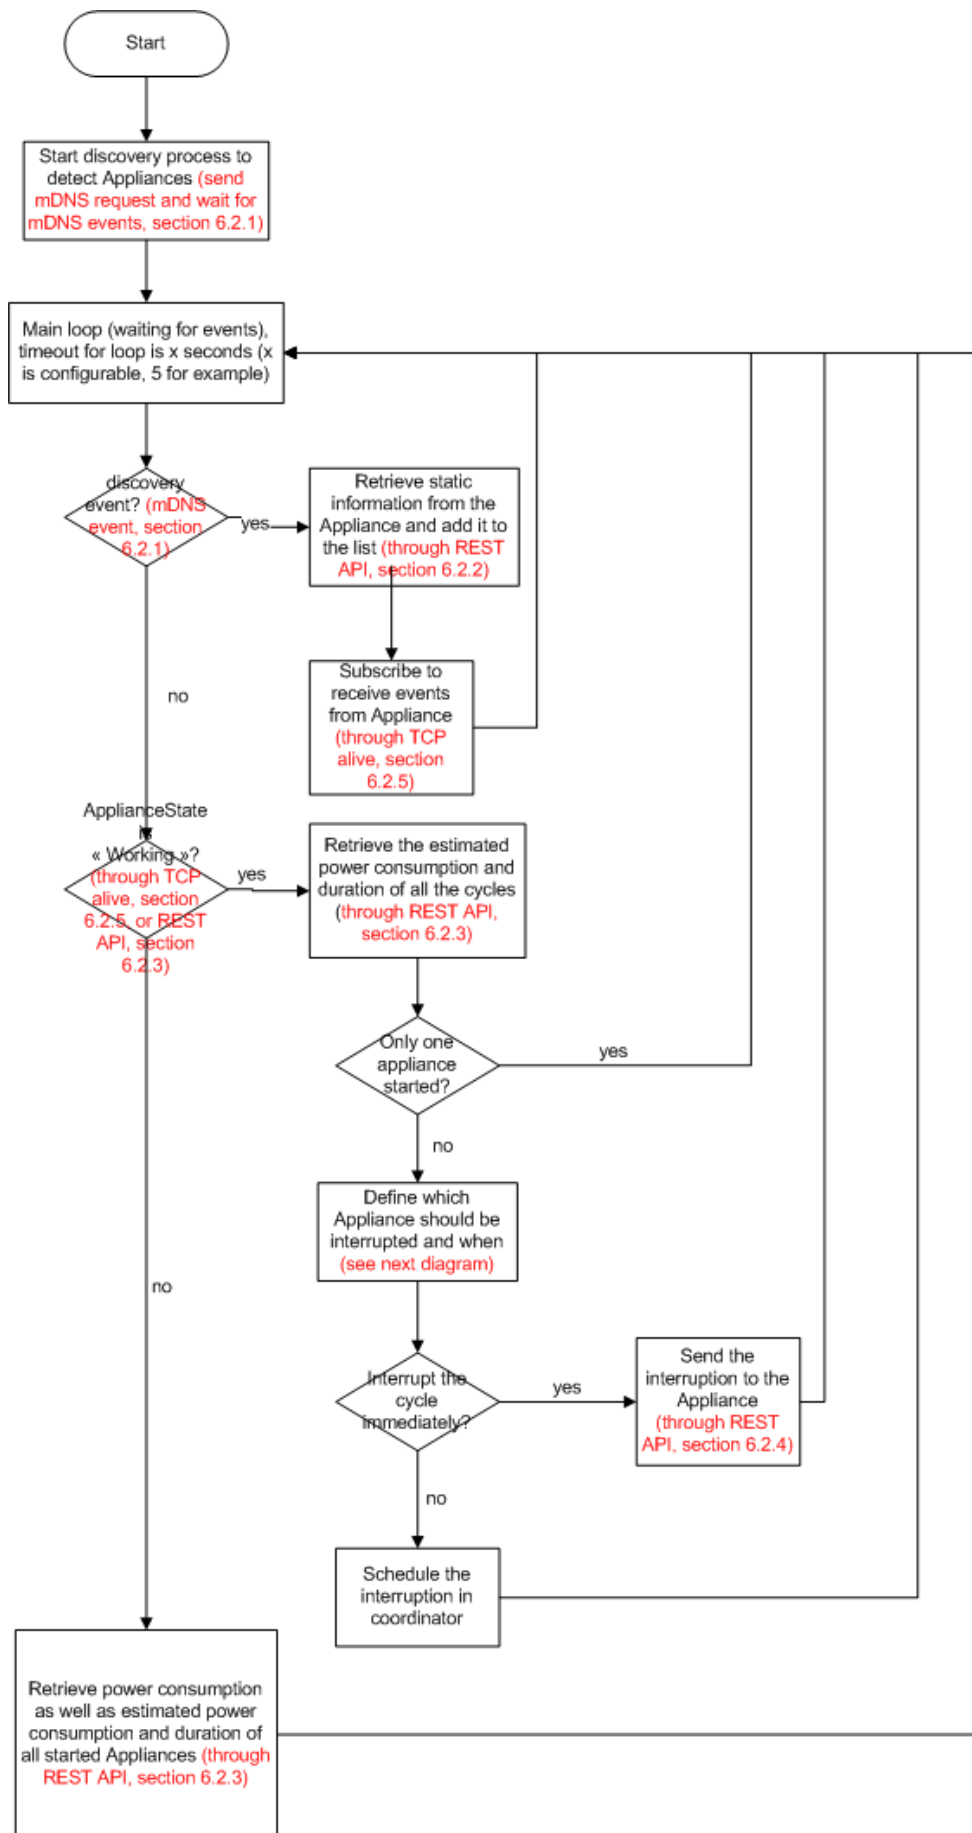 Start
Start discovery process to
detect Appliances (send
mDNS request and wait for
mDNS events, section 6.2.1)
Main loop (waiting for events),
timeout for loop is x seconds (x
is configurable, 5 for example)
discovery
event? (mDNS
event, section
6.2.1)
yes
Retrieve static
information from the
Appliance and add it to
the list (through REST
API, section 6.2.2)
no
Subscribe to
receive events
from Appliance
(through TCP
alive, section
6.2.5)
ApplianceState
is
« Working »?
(through TCP
alive, section
6.2.5, or REST
API, section
6.2.3)
yes
Retrieve the estimated
power consumption and
duration of all the cycles
(through REST API,
section 6.2.3)
Only one
appliance
started?
yes
no
Define which
Appliance should be
interrupted and when
(see next diagram)
no
Interrupt the
cycle
immediately?
yes
Send the
interruption to the
Appliance
(through REST
API, section 6.2.4)
no
Schedule the
interruption in
coordinator
Retrieve power consumption
as well as estimated power
consumption and duration of
all started Appliances (through
REST API, section 6.2.3)